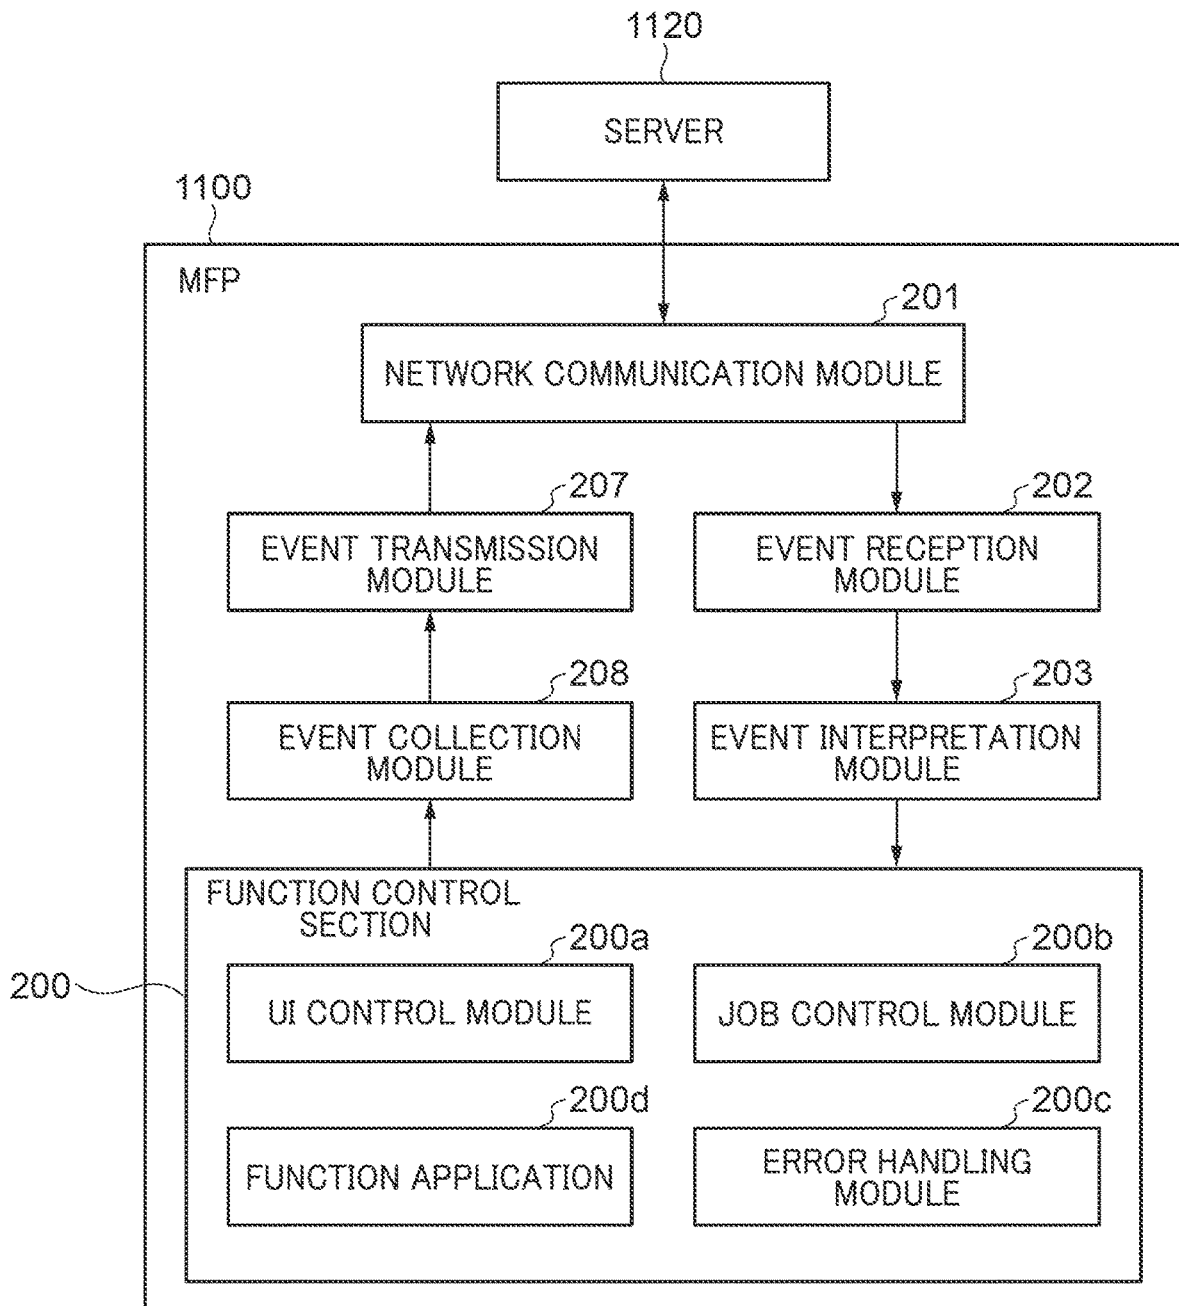 1120
SERVER
1100
MFP
201
NETWORK COMMUNICATION MODULE
207
202
EVENT TRANSMISSION
MODULE
EVENT RECEPTION
MODULE
208
203
EVENT COLLECTION
MODULE
EVENT INTERPRETATION
MODULE
FUNCTION CONTROL
SECTION
200
200a
200b
UI CONTROL MODULE
JOB CONTROL MODULE
200d
200c
FUNCTION APPLICATION
ERROR HANDLING
MODULE